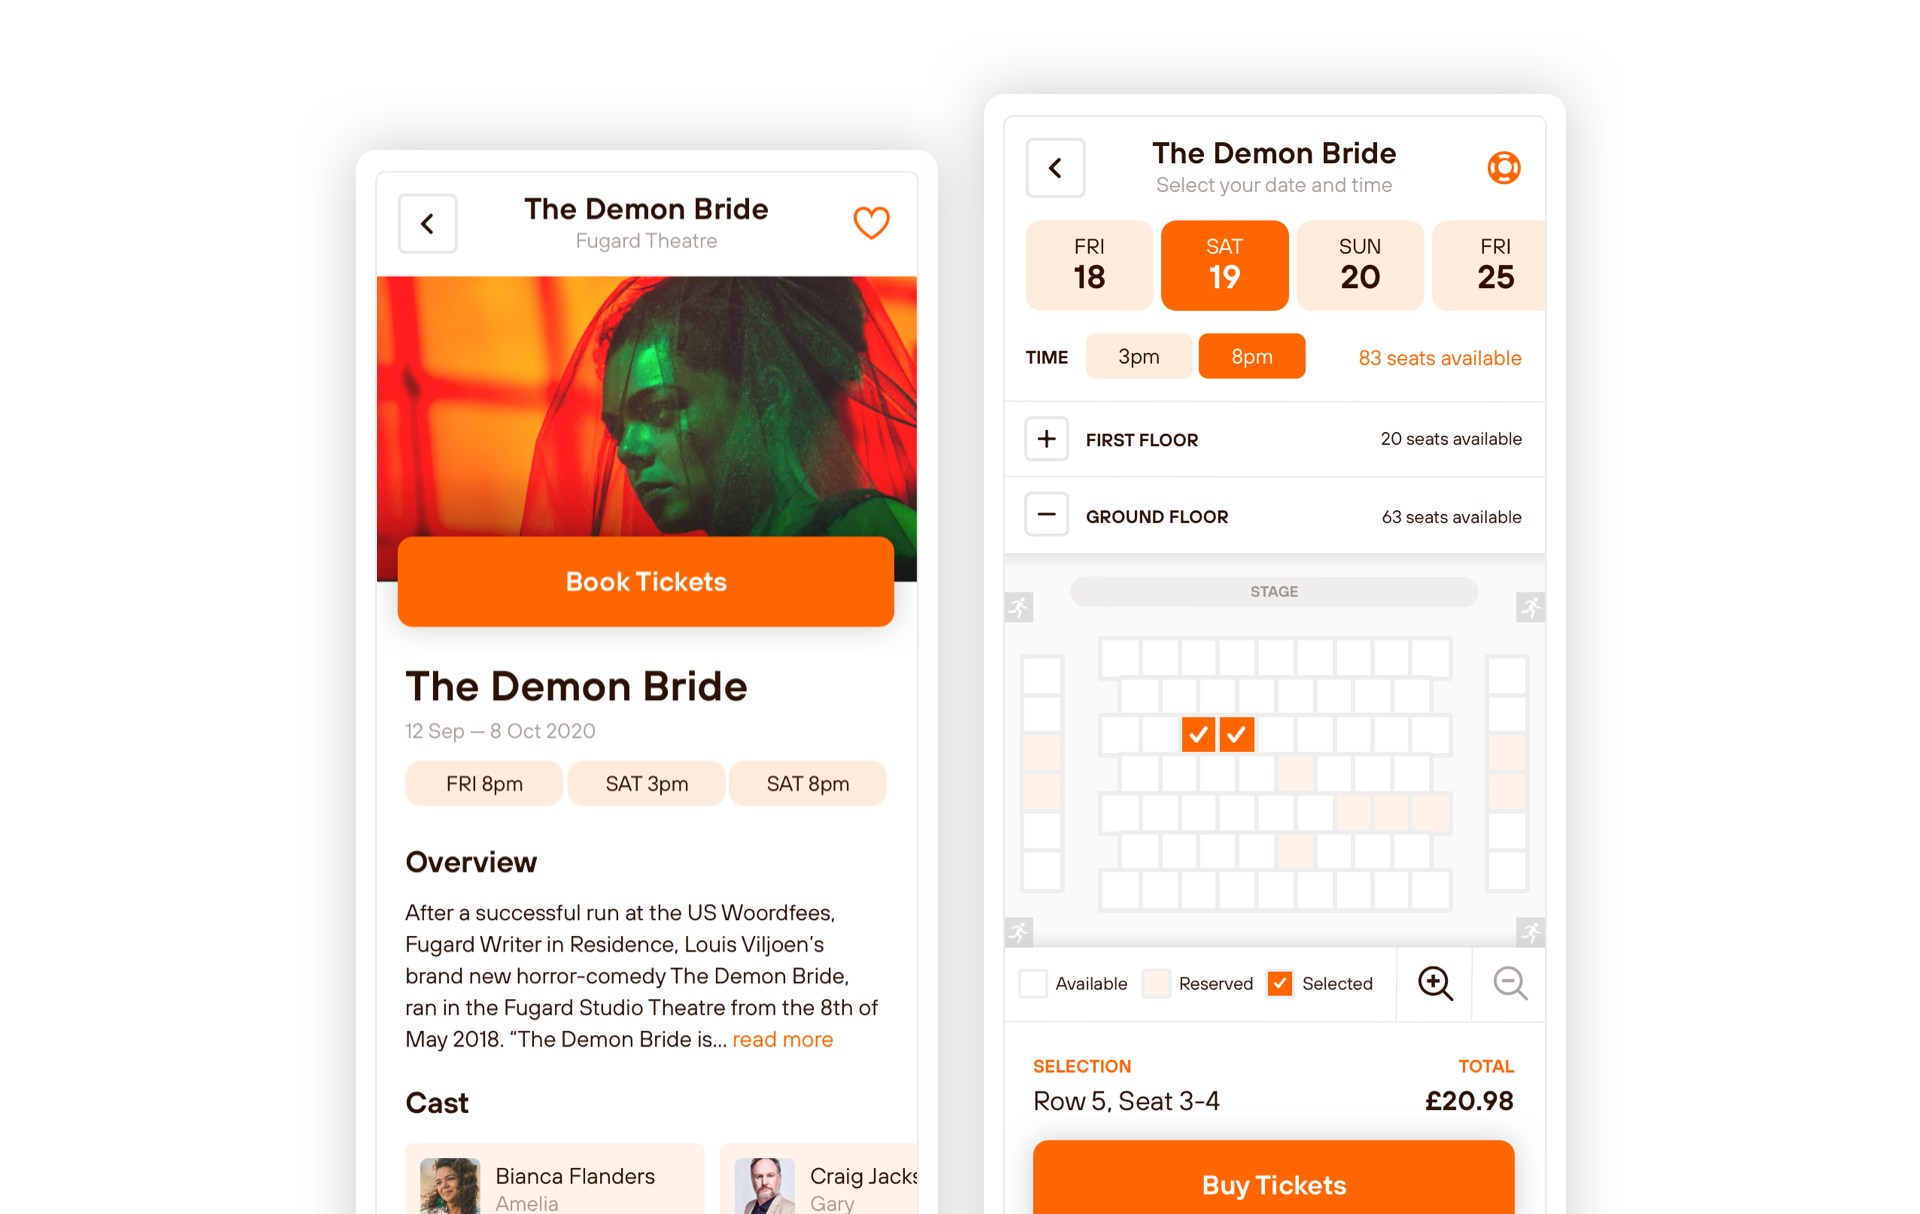 The Demon Bride
Fugard Theatre
Book Tickets
The Demon Bride
12 Sep — 8 Oct 2020
FRI 8pm
SAT 3pm
SAT 8pm
Overview
After a successful run at the US Woordfees,
Fugard Writer in Residence, Louis Viljoen’s
brand new horror-comedy The Demon Bride,
ran in the Fugard Studio Theatre from the 8th of
May 2018. “The Demon Bride is... read more
Cast
Bianca Flanders
Amelia
Craig Jacks
Gary
The Demon Bride
Select your date and time
FRI
18
SAT
19
SUN
20
FRI
25
TIME
3pm
8pm
83 seats available
FIRST FLOOR
20 seats available
GROUND FLOOR
63 seats available
STAGE
Available
Reserved
Selected
SELECTION
TOTAL
Row 5, Seat 3-4
£20.98
Buy Tickets